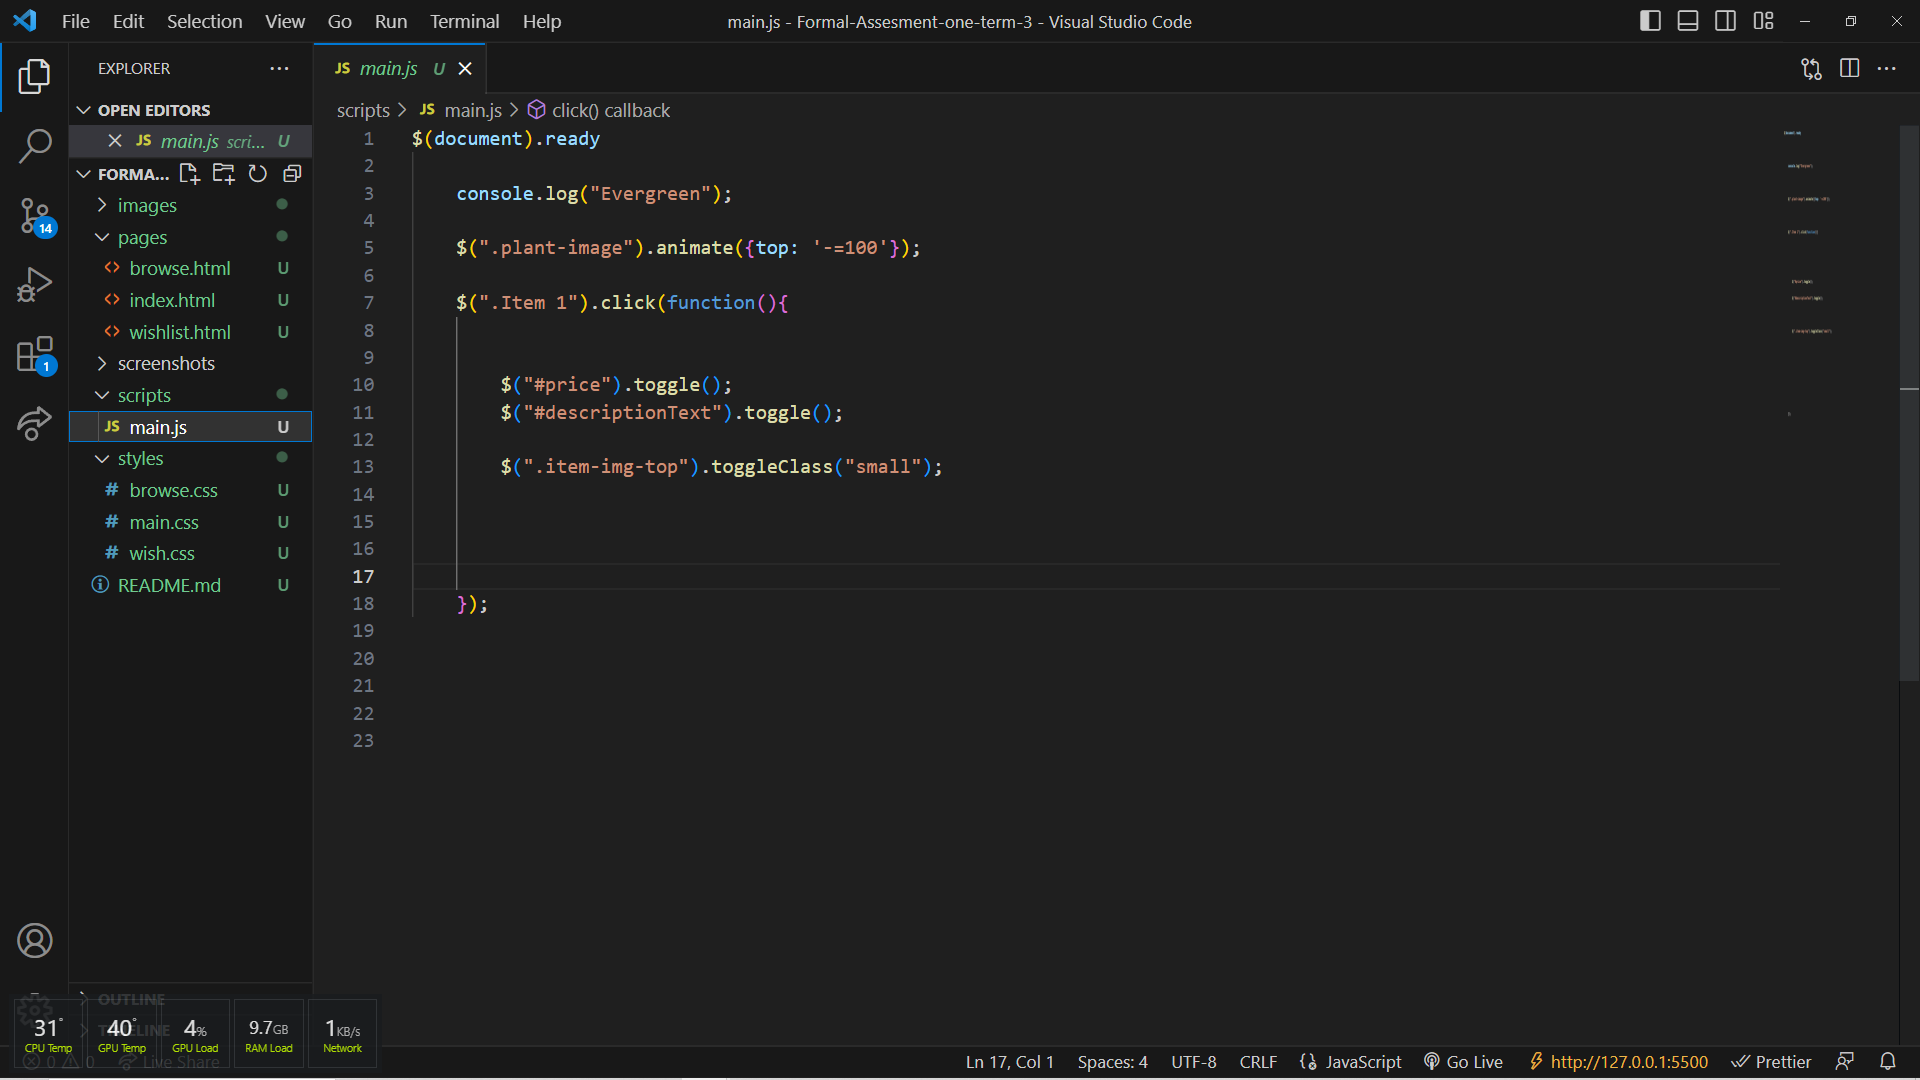 File Edit Selection View Go Run Terminal Help
main.js - Formal-Assesment-one-term-3 - Visual Studio Code
EXPLORER
OPEN EDITORS
JS main.js scri... U
FORMA...
images
pages
browse.html U
index.html U
wishlist.html U
screenshots
scripts
JS main.js U
styles
# browse.css U
# main.css U
# wish.css U
README.md U
14
1
JS main.js U
scripts > JS main.js > click() callback
1 $(document).ready
2
3 console.log("Evergreen");
4
5 $(".plant-image").animate({top: '-=100'});
6
7 $(".Item 1").click(function(){
8
9
10 $("#price").toggle();
11 $("#descriptionText").toggle();
12
13 $(".item-img-top").toggleClass("small");
14
15
16
17
18 });
19
20
21
22
23
OUTLINE
TIMELINE
31° CPU Temp
40° GPU Temp
4% GPU Load
9.7GB RAM Load
1KB/s Network
0 0 Live Share
Ln 17, Col 1 Spaces: 4 UTF-8 CRLF {} JavaScript Go Live http://127.0.0.1:5500 Prettier